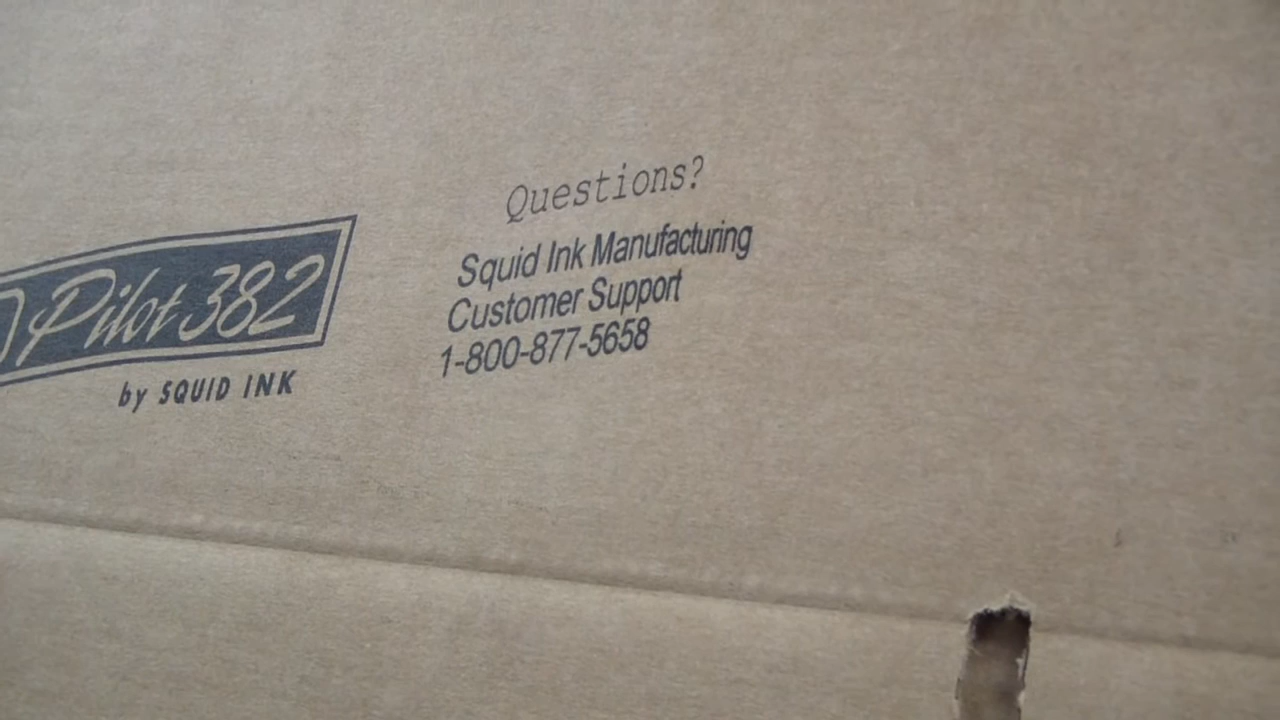 Pilot 382
by SQUID INK
Questions?
Squid Ink Manufacturing
Customer Support
1-800-877-5658